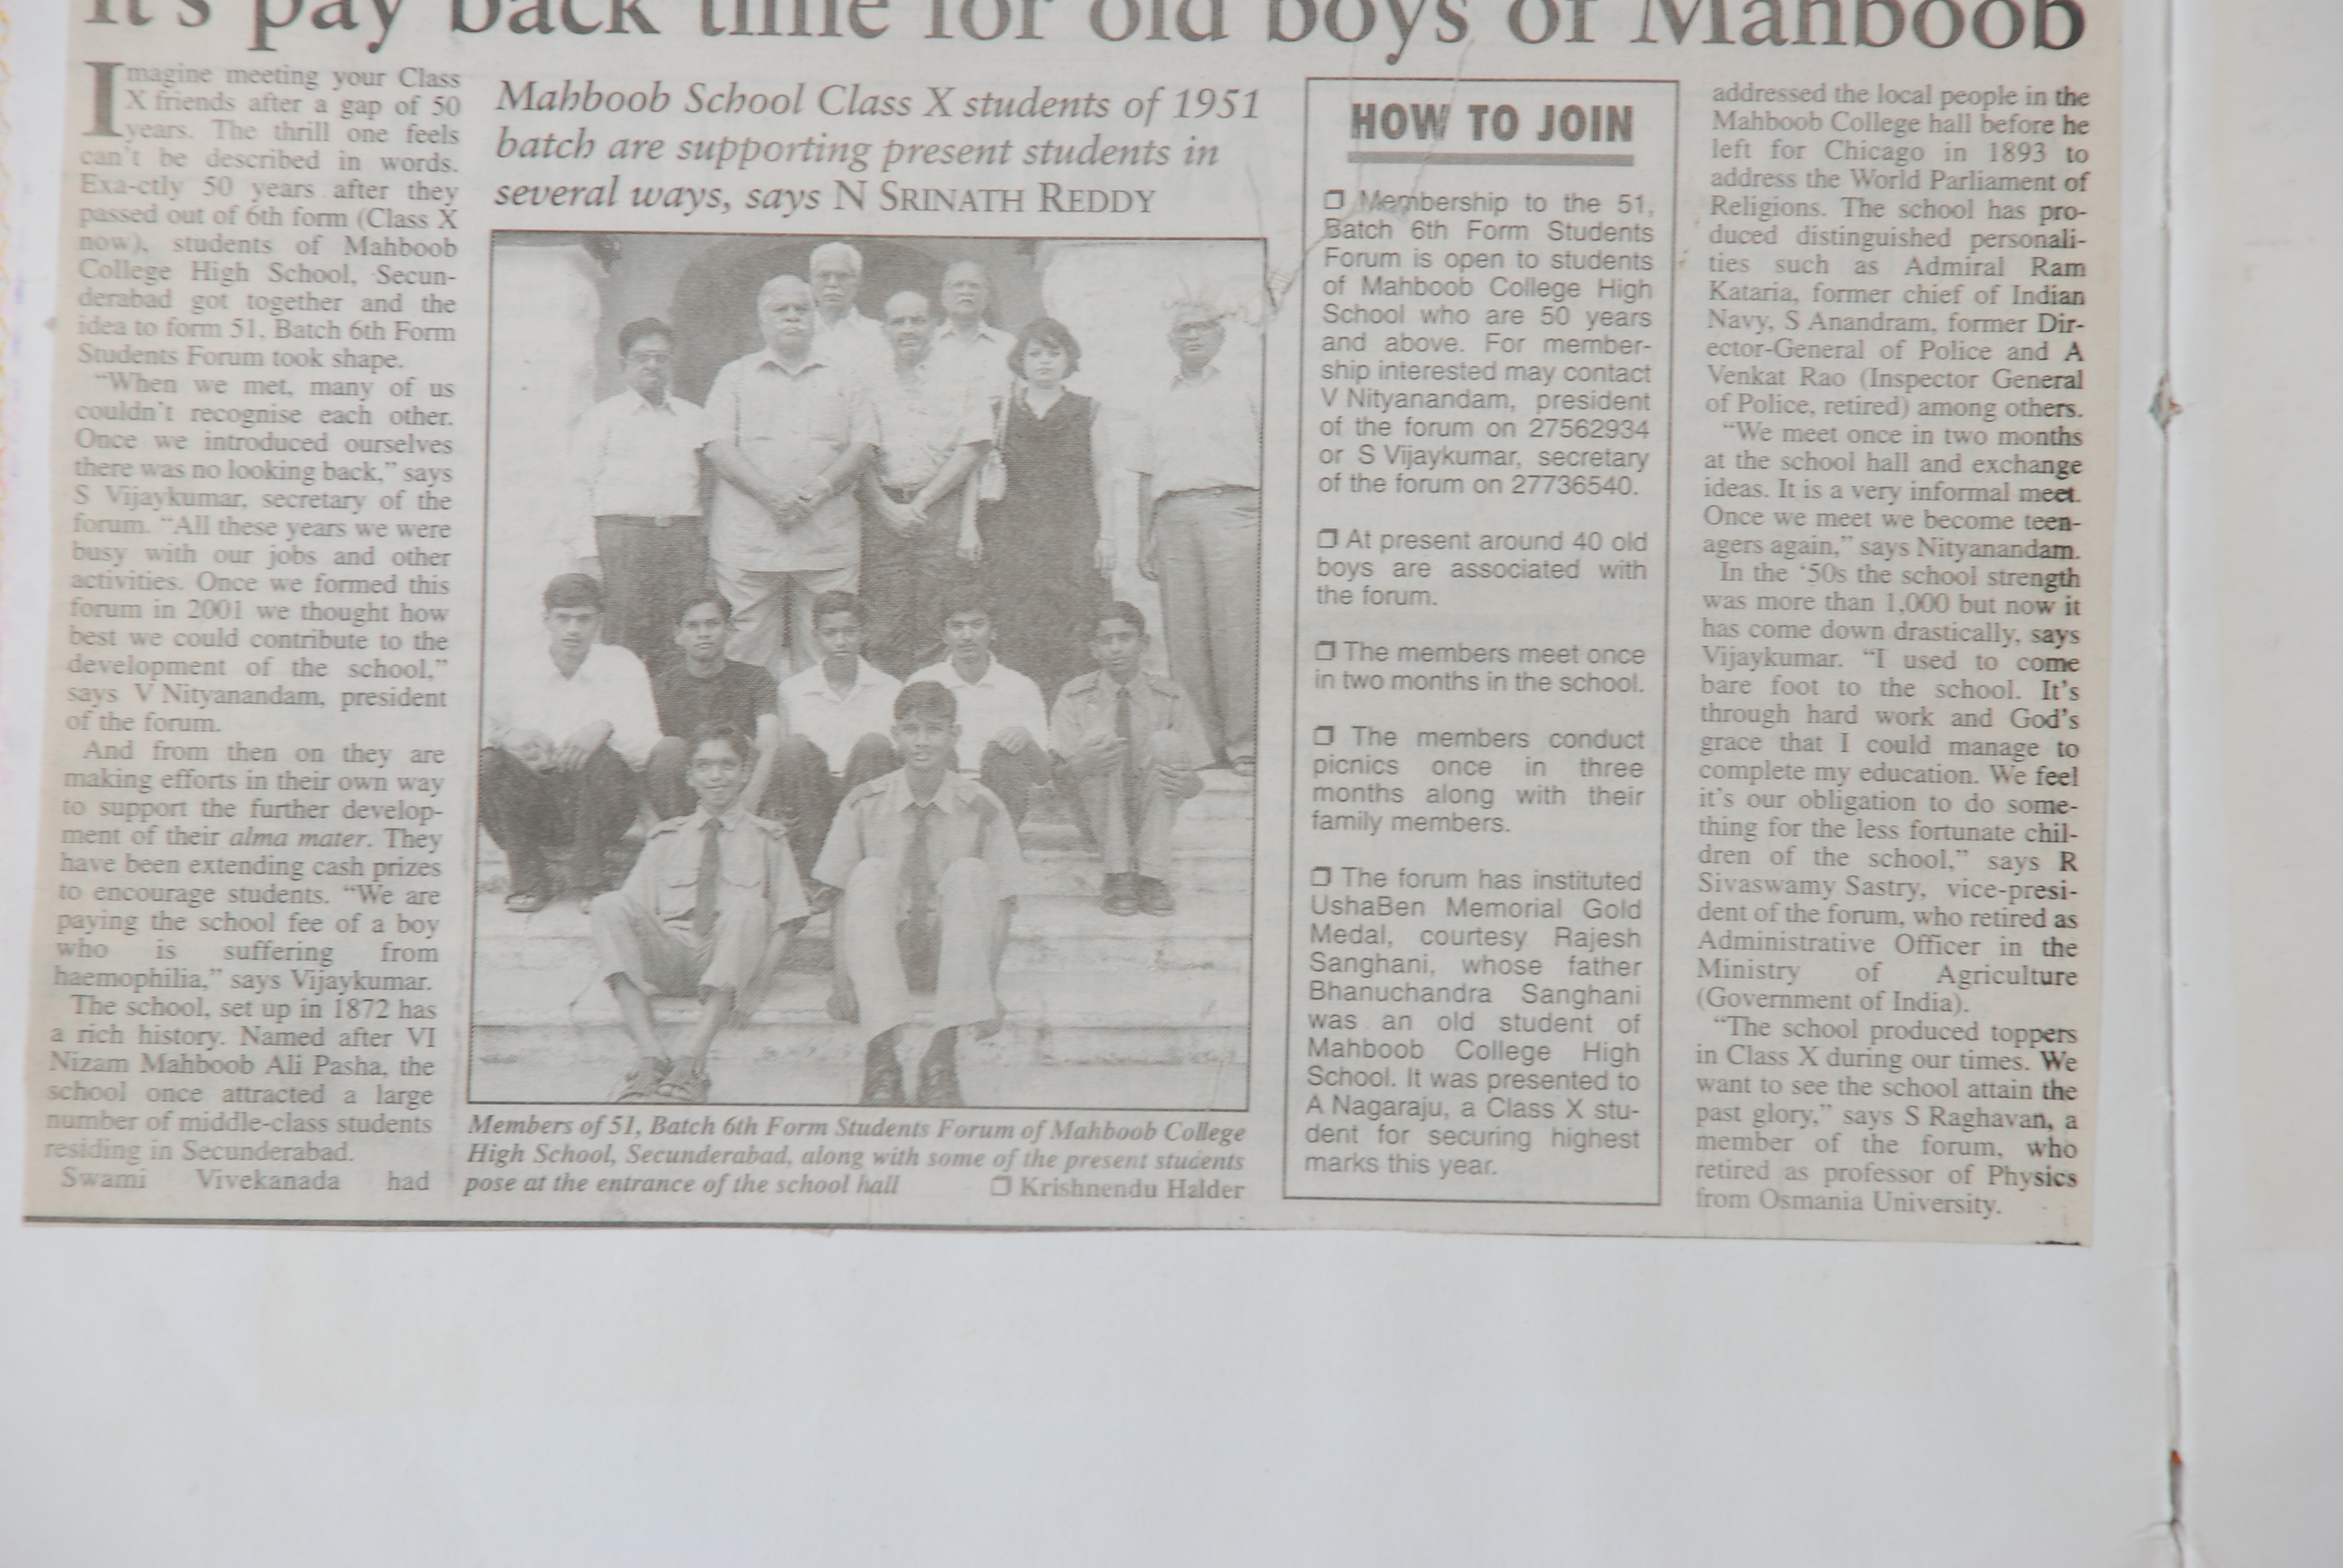 It's pay back time for old boys of Mahboob
Imagine meeting your Class
X friends after a gap of 50
years. The thrill one feels
can't be described in words.
Exa-ctly 50 years after they
passed out of 6th form (Class X
now), students of Mahboob
College High School, Secun-
derabad got together and the
idea to form 51, Batch 6th Form
Students Forum took shape.
"When we met, many of us
couldn't recognise each other.
Once we introduced ourselves
there was no looking back," says
S Vijaykumar, secretary of the
forum. "All these years we were
busy with our jobs and other
activities. Once we formed this
forum in 2001 we thought how
best we could contribute to the
development of the school,"
says V Nityanandam, president
of the forum.
And from then on they are
making efforts in their own way
to support the further develop-
ment of their alma mater. They
have been extending cash prizes
to encourage students. "We are
paying the school fee of a boy
who is suffering from
haemophilia," says Vijaykumar.
The school, set up in 1872 has
a rich history. Named after VI
Nizam Mahboob Ali Pasha, the
school once attracted a large
number of middle-class students
residing in Secunderabad.
Swami Vivekanada had
Mahboob School Class X students of 1951
batch are supporting present students in
several ways, says N SRINATH REDDY
Members of 51, Batch 6th Form Students Forum of Mahboob College
High School, Secunderabad, along with some of the present students
pose at the entrance of the school hall ❒ Krishnendu Halder
HOW TO JOIN
❒ Membership to the 51,
Batch 6th Form Students
Forum is open to students
of Mahboob College High
School who are 50 years
and above. For member-
ship interested may contact
V Nityanandam, president
of the forum on 27562934
or S Vijaykumar, secretary
of the forum on 27736540.
❒ At present around 40 old
boys are associated with
the forum.
❒ The members meet once
in two months in the school.
❒ The members conduct
picnics once in three
months along with their
family members.
❒ The forum has instituted
UshaBen Memorial Gold
Medal, courtesy Rajesh
Sanghani, whose father
Bhanuchandra Sanghani
was an old student of
Mahboob College High
School. It was presented to
A Nagaraju, a Class X stu-
dent for securing highest
marks this year.
addressed the local people in the
Mahboob College hall before he
left for Chicago in 1893 to
address the World Parliament of
Religions. The school has pro-
duced distinguished personali-
ties such as Admiral Ram
Kataria, former chief of Indian
Navy, S Anandram, former Dir-
ector-General of Police and A
Venkat Rao (Inspector General
of Police, retired) among others.
"We meet once in two months
at the school hall and exchange
ideas. It is a very informal meet.
Once we meet we become teen-
agers again," says Nityanandam.
In the '50s the school strength
was more than 1,000 but now it
has come down drastically, says
Vijaykumar. "I used to come
bare foot to the school. It's
through hard work and God's
grace that I could manage to
complete my education. We feel
it's our obligation to do some-
thing for the less fortunate chil-
dren of the school," says R
Sivaswamy Sastry, vice-presi-
dent of the forum, who retired as
Administrative Officer in the
Ministry of Agriculture
(Government of India).
"The school produced toppers
in Class X during our times. We
want to see the school attain the
past glory," says S Raghavan, a
member of the forum, who
retired as professor of Physics
from Osmania University.